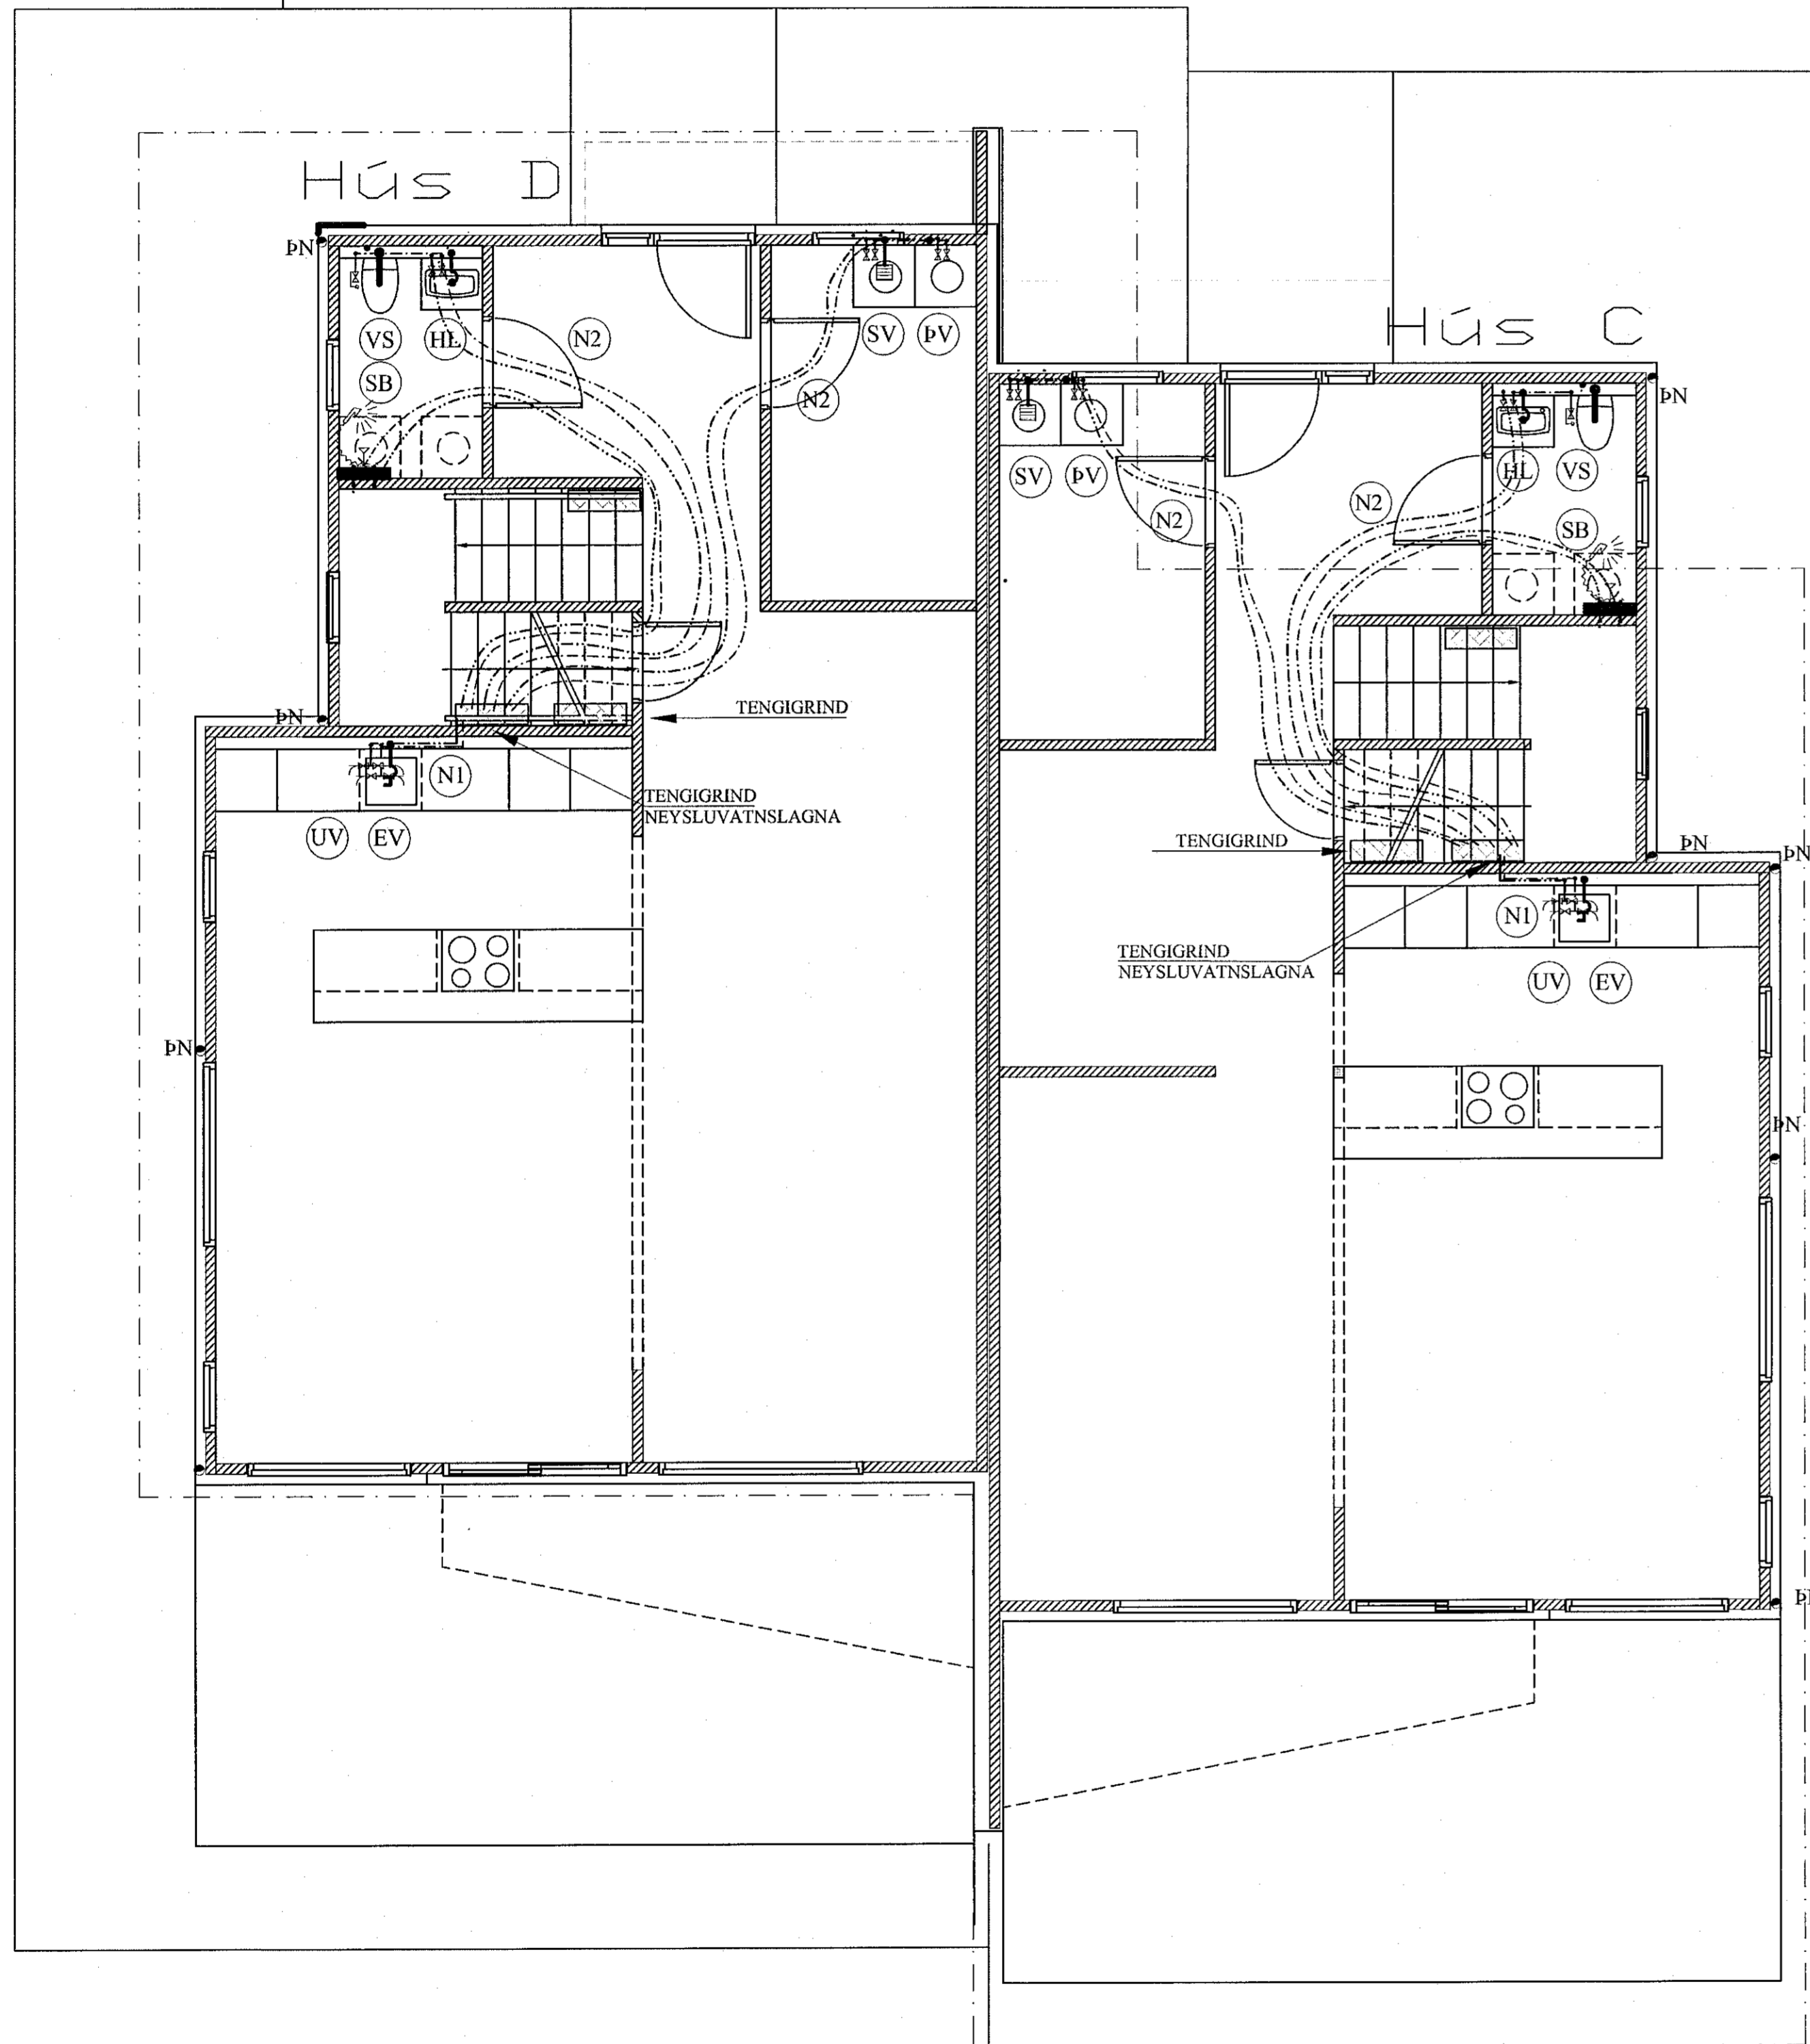 Hús D
ÞN
VS
HL
N2
SV
ÞV
SB
N2
ÞN
TENGIGRIND
N1
TENGIGRIND
NEYSLUVATNSLAGNA
UV
EV
ÞN
Hús C
ÞN
SV
ÞV
N2
N2
HL
VS
SB
TENGIGRIND
ÞN
ÞN
N1
TENGIGRIND
NEYSLUVATNSLAGNA
UV
EV
ÞN